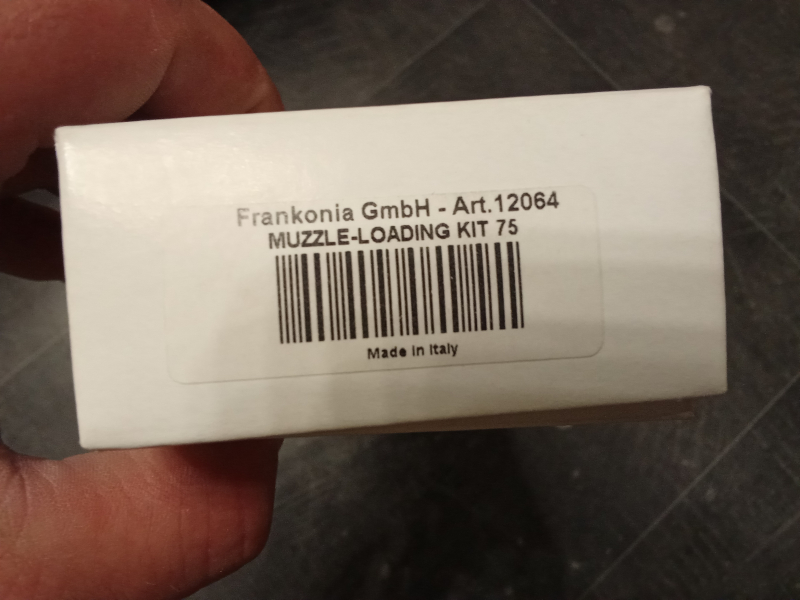 Frankonia GmbH - Art.12064
MUZZLE-LOADING KIT 75
Made in Italy